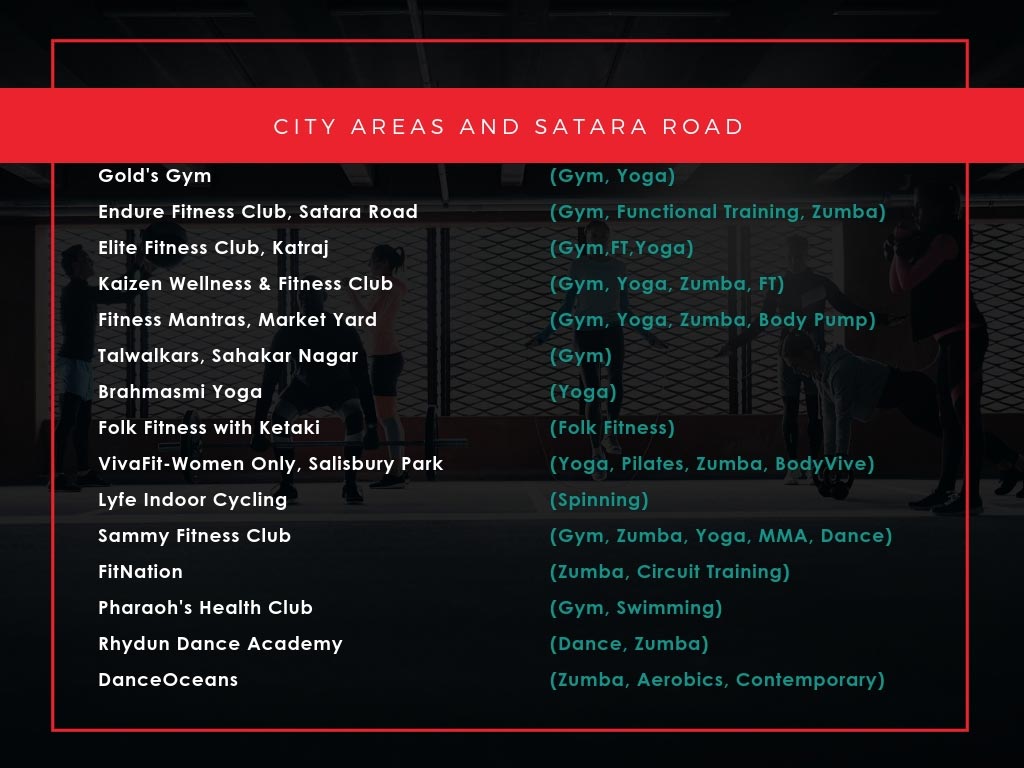 CITY AREAS AND SATARA ROAD
Gold's Gym (Gym, Yoga)
Endure Fitness Club, Satara Road (Gym, Functional Training, Zumba)
Elite Fitness Club, Katraj (Gym,FT,Yoga)
Kaizen Wellness & Fitness Club (Gym, Yoga, Zumba, FT)
Fitness Mantras, Market Yard (Gym, Yoga, Zumba, Body Pump)
Talwalkars, Sahakar Nagar (Gym)
Brahmasmi Yoga (Yoga)
Folk Fitness with Ketaki (Folk Fitness)
VivaFit-Women Only, Salisbury Park (Yoga, Pilates, Zumba, BodyVive)
Lyfe Indoor Cycling (Spinning)
Sammy Fitness Club (Gym, Zumba, Yoga, MMA, Dance)
FitNation (Zumba, Circuit Training)
Pharaoh's Health Club (Gym, Swimming)
Rhydun Dance Academy (Dance, Zumba)
DanceOceans (Zumba, Aerobics, Contemporary)